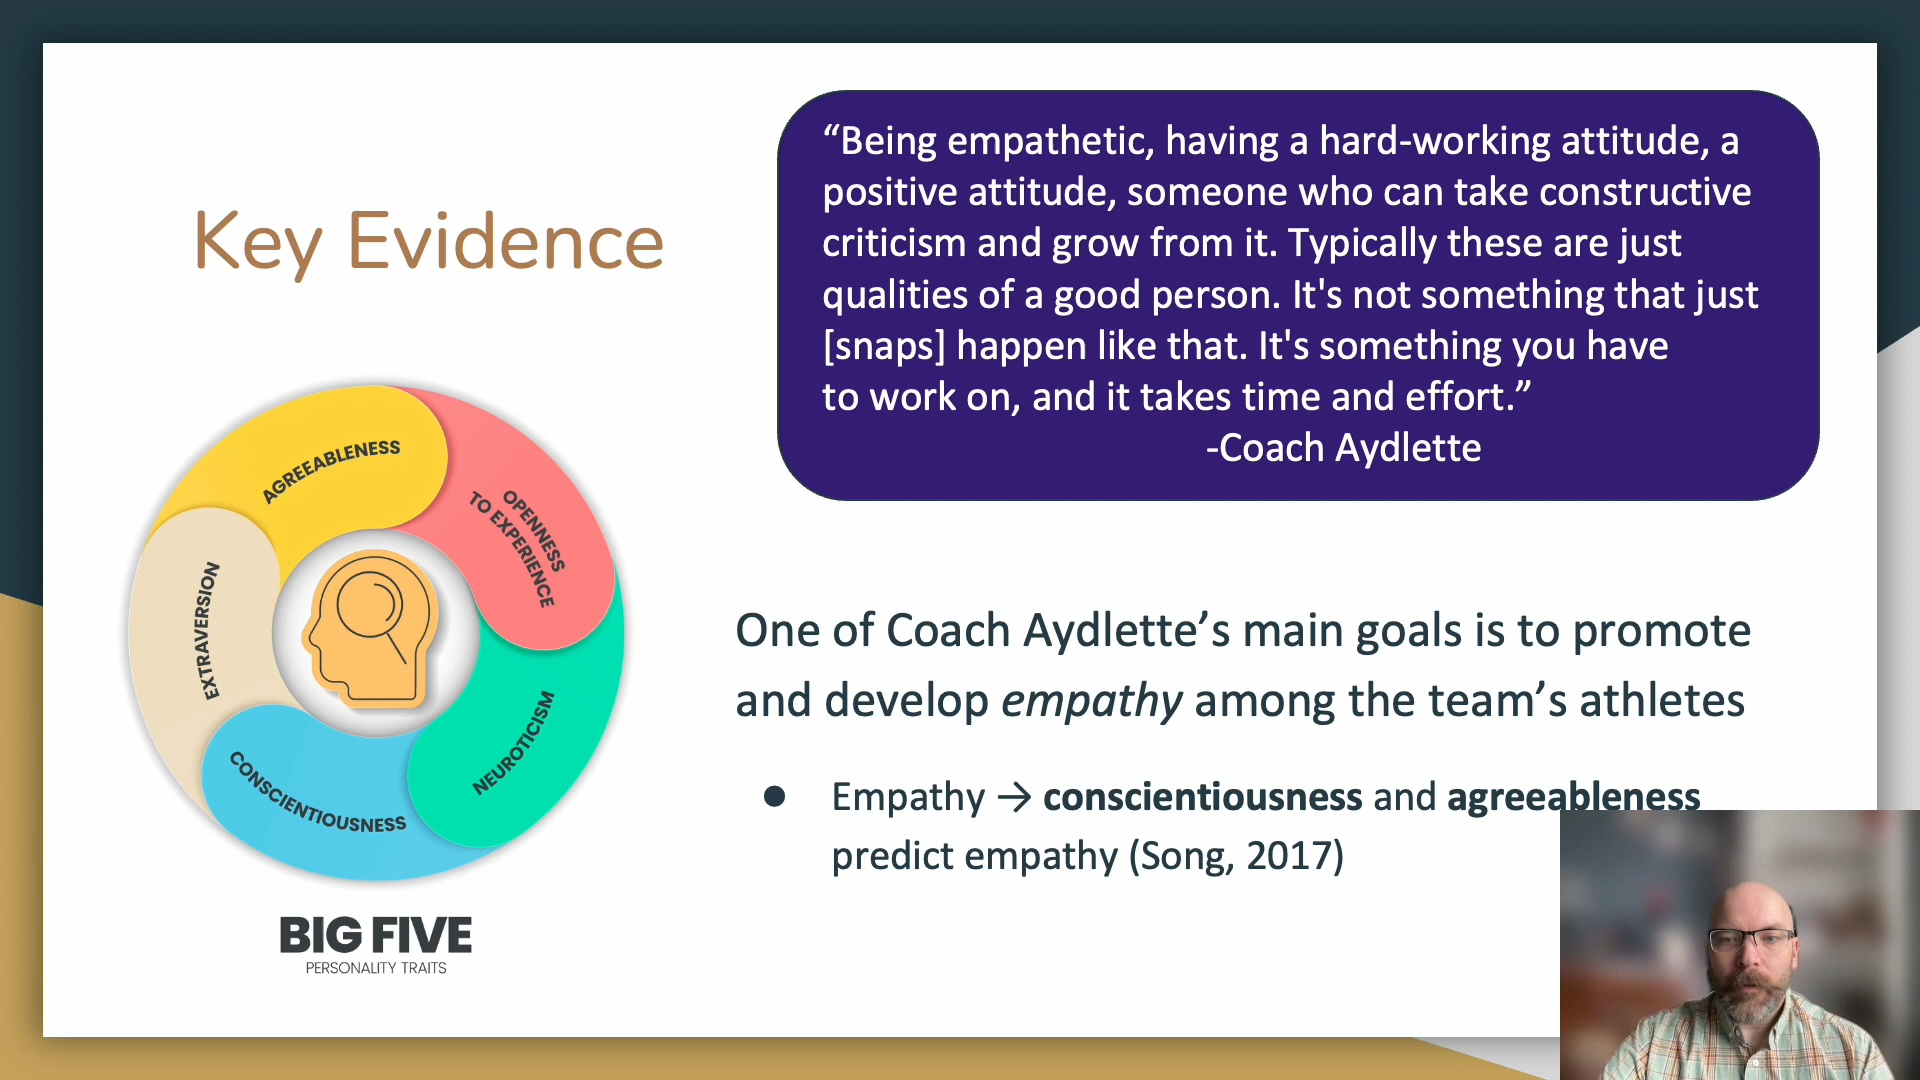 Key Evidence
“Being empathetic, having a hard-working attitude, a
positive attitude, someone who can take constructive
criticism and grow from it. Typically these are just
qualities of a good person. It's not something that just
[snaps] happen like that. It's something you have
to work on, and it takes time and effort.”
-Coach Aydlette
AGREEABLENESS
OPENNESS
TO EXPERIENCE
EXTRAVERSION
NEUROTICISM
CONSCIENTIOUSNESS
BIG FIVE
PERSONALITY TRAITS
One of Coach Aydlette’s main goals is to promote
and develop empathy among the team’s athletes
● Empathy → conscientiousness and agreeableness
predict empathy (Song, 2017)